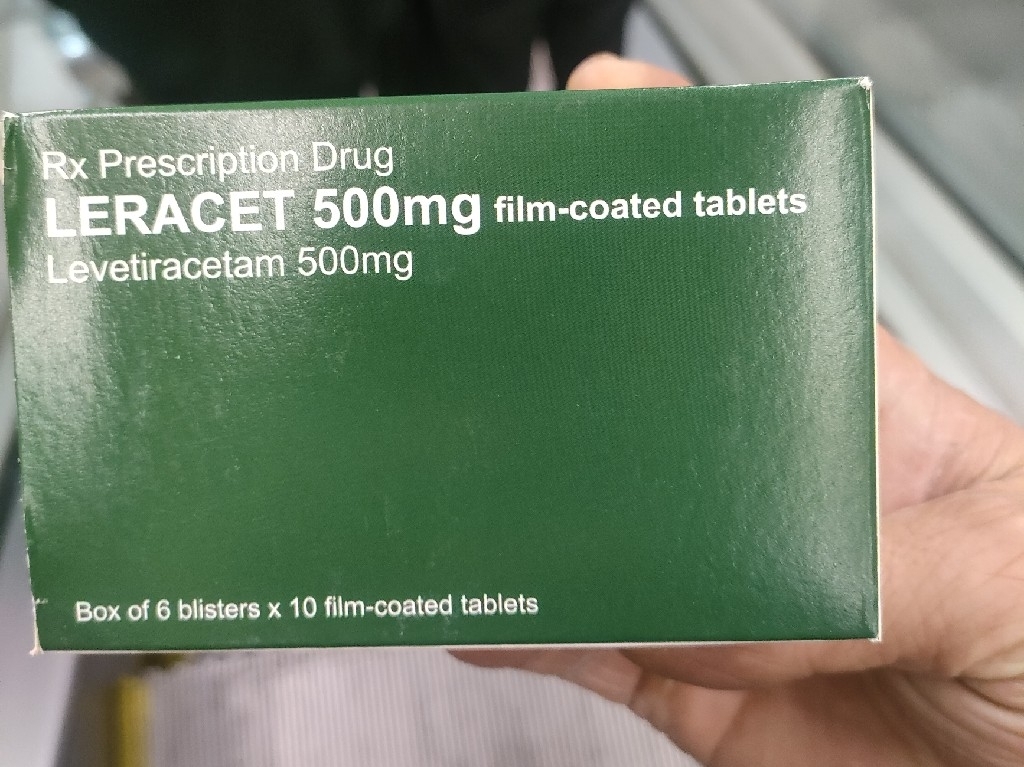 Rx Prescription Drug
LERACET 500mg film-coated tablets
Levetiracetam 500mg
Box of 6 blisters x 10 film-coated tablets